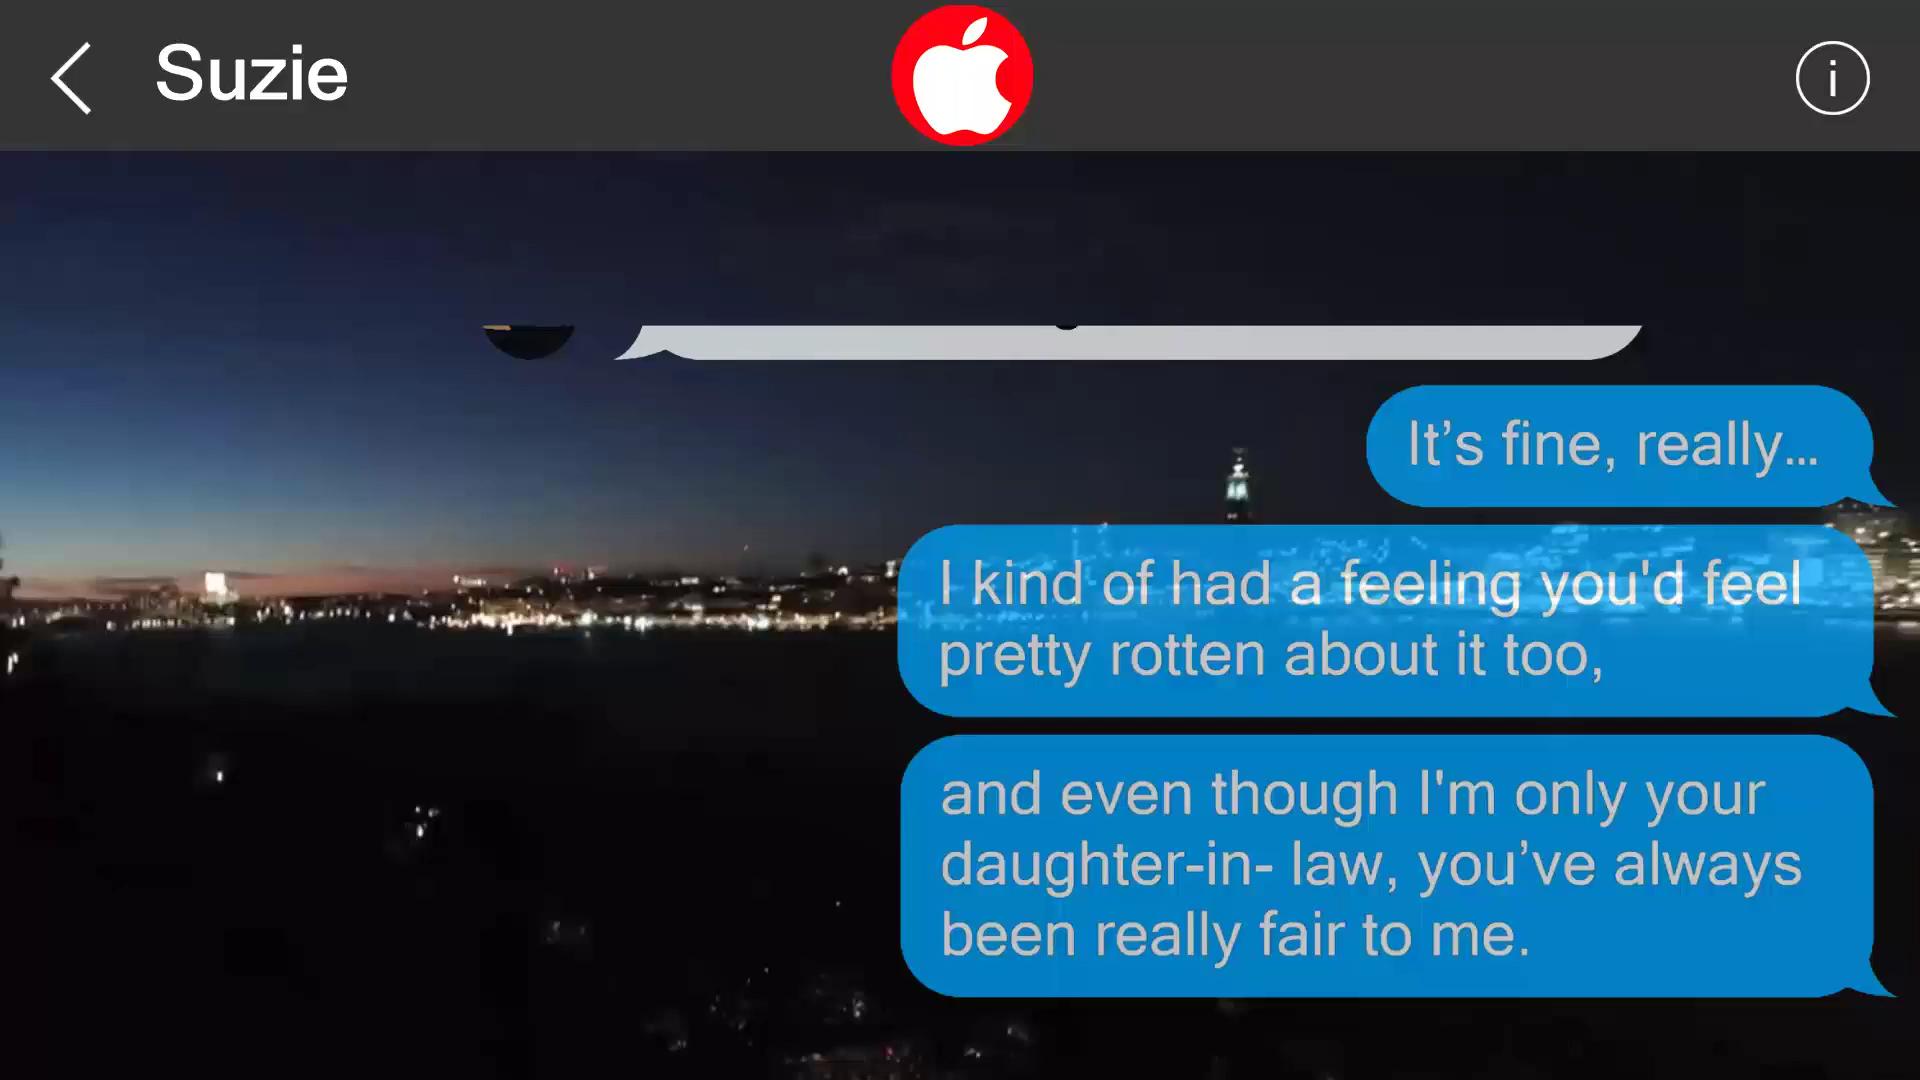 Suzie
i
It’s fine, really...
I kind of had a feeling you'd feel
pretty rotten about it too,
and even though I'm only your
daughter-in- law, you’ve always
been really fair to me.